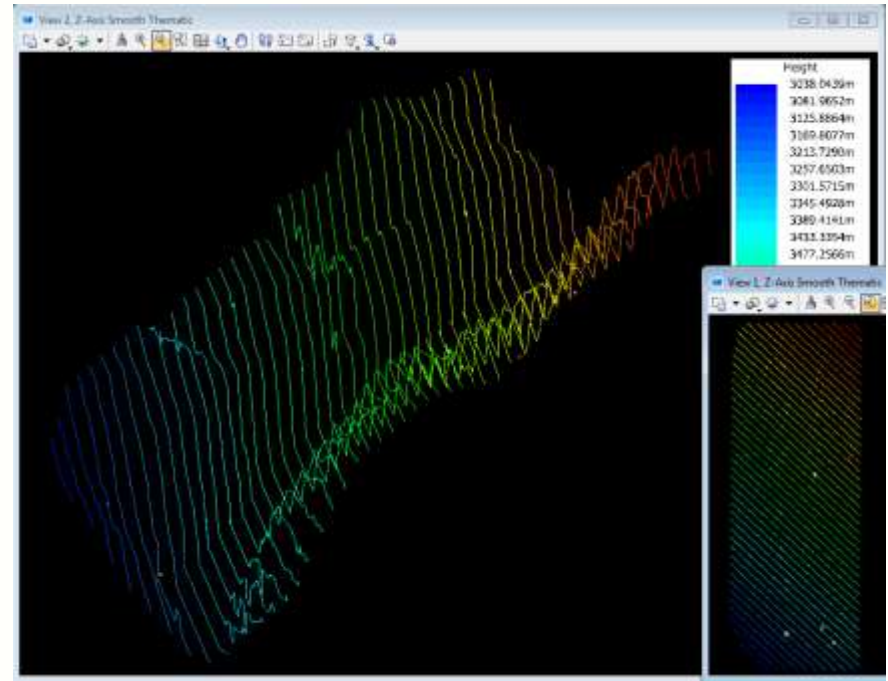 View 2, Z-Axis Smooth Thematic
Height
3038.0439m
3081.9652m
3125.8864m
3169.8077m
3213.7290m
3257.6503m
3301.5715m
3345.4928m
3389.4141m
3433.3354m
3477.2566m
View 1, Z-Axis Smooth Thematic